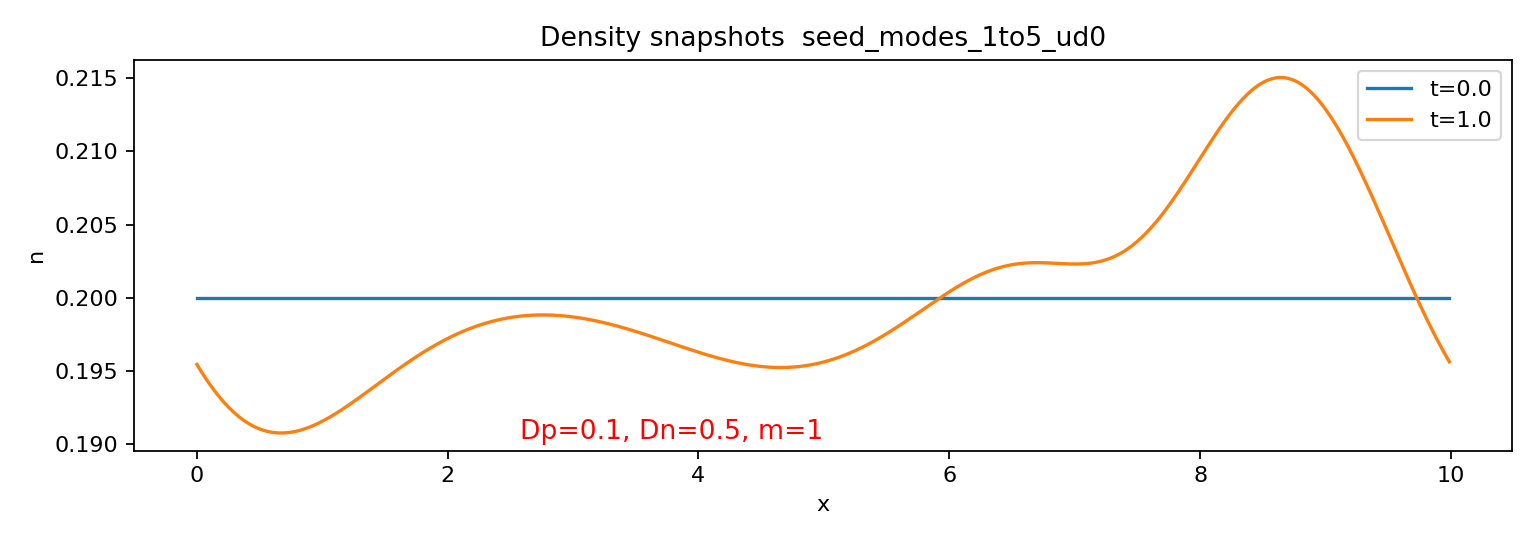 Density snapshots  seed_modes_1to5_ud0
0.215
0.210
0.205
0.200
0.195
0.190
n
t=0.0
t=1.0
Dp=0.1, Dn=0.5, m=1
0 2 4 6 8 10
x